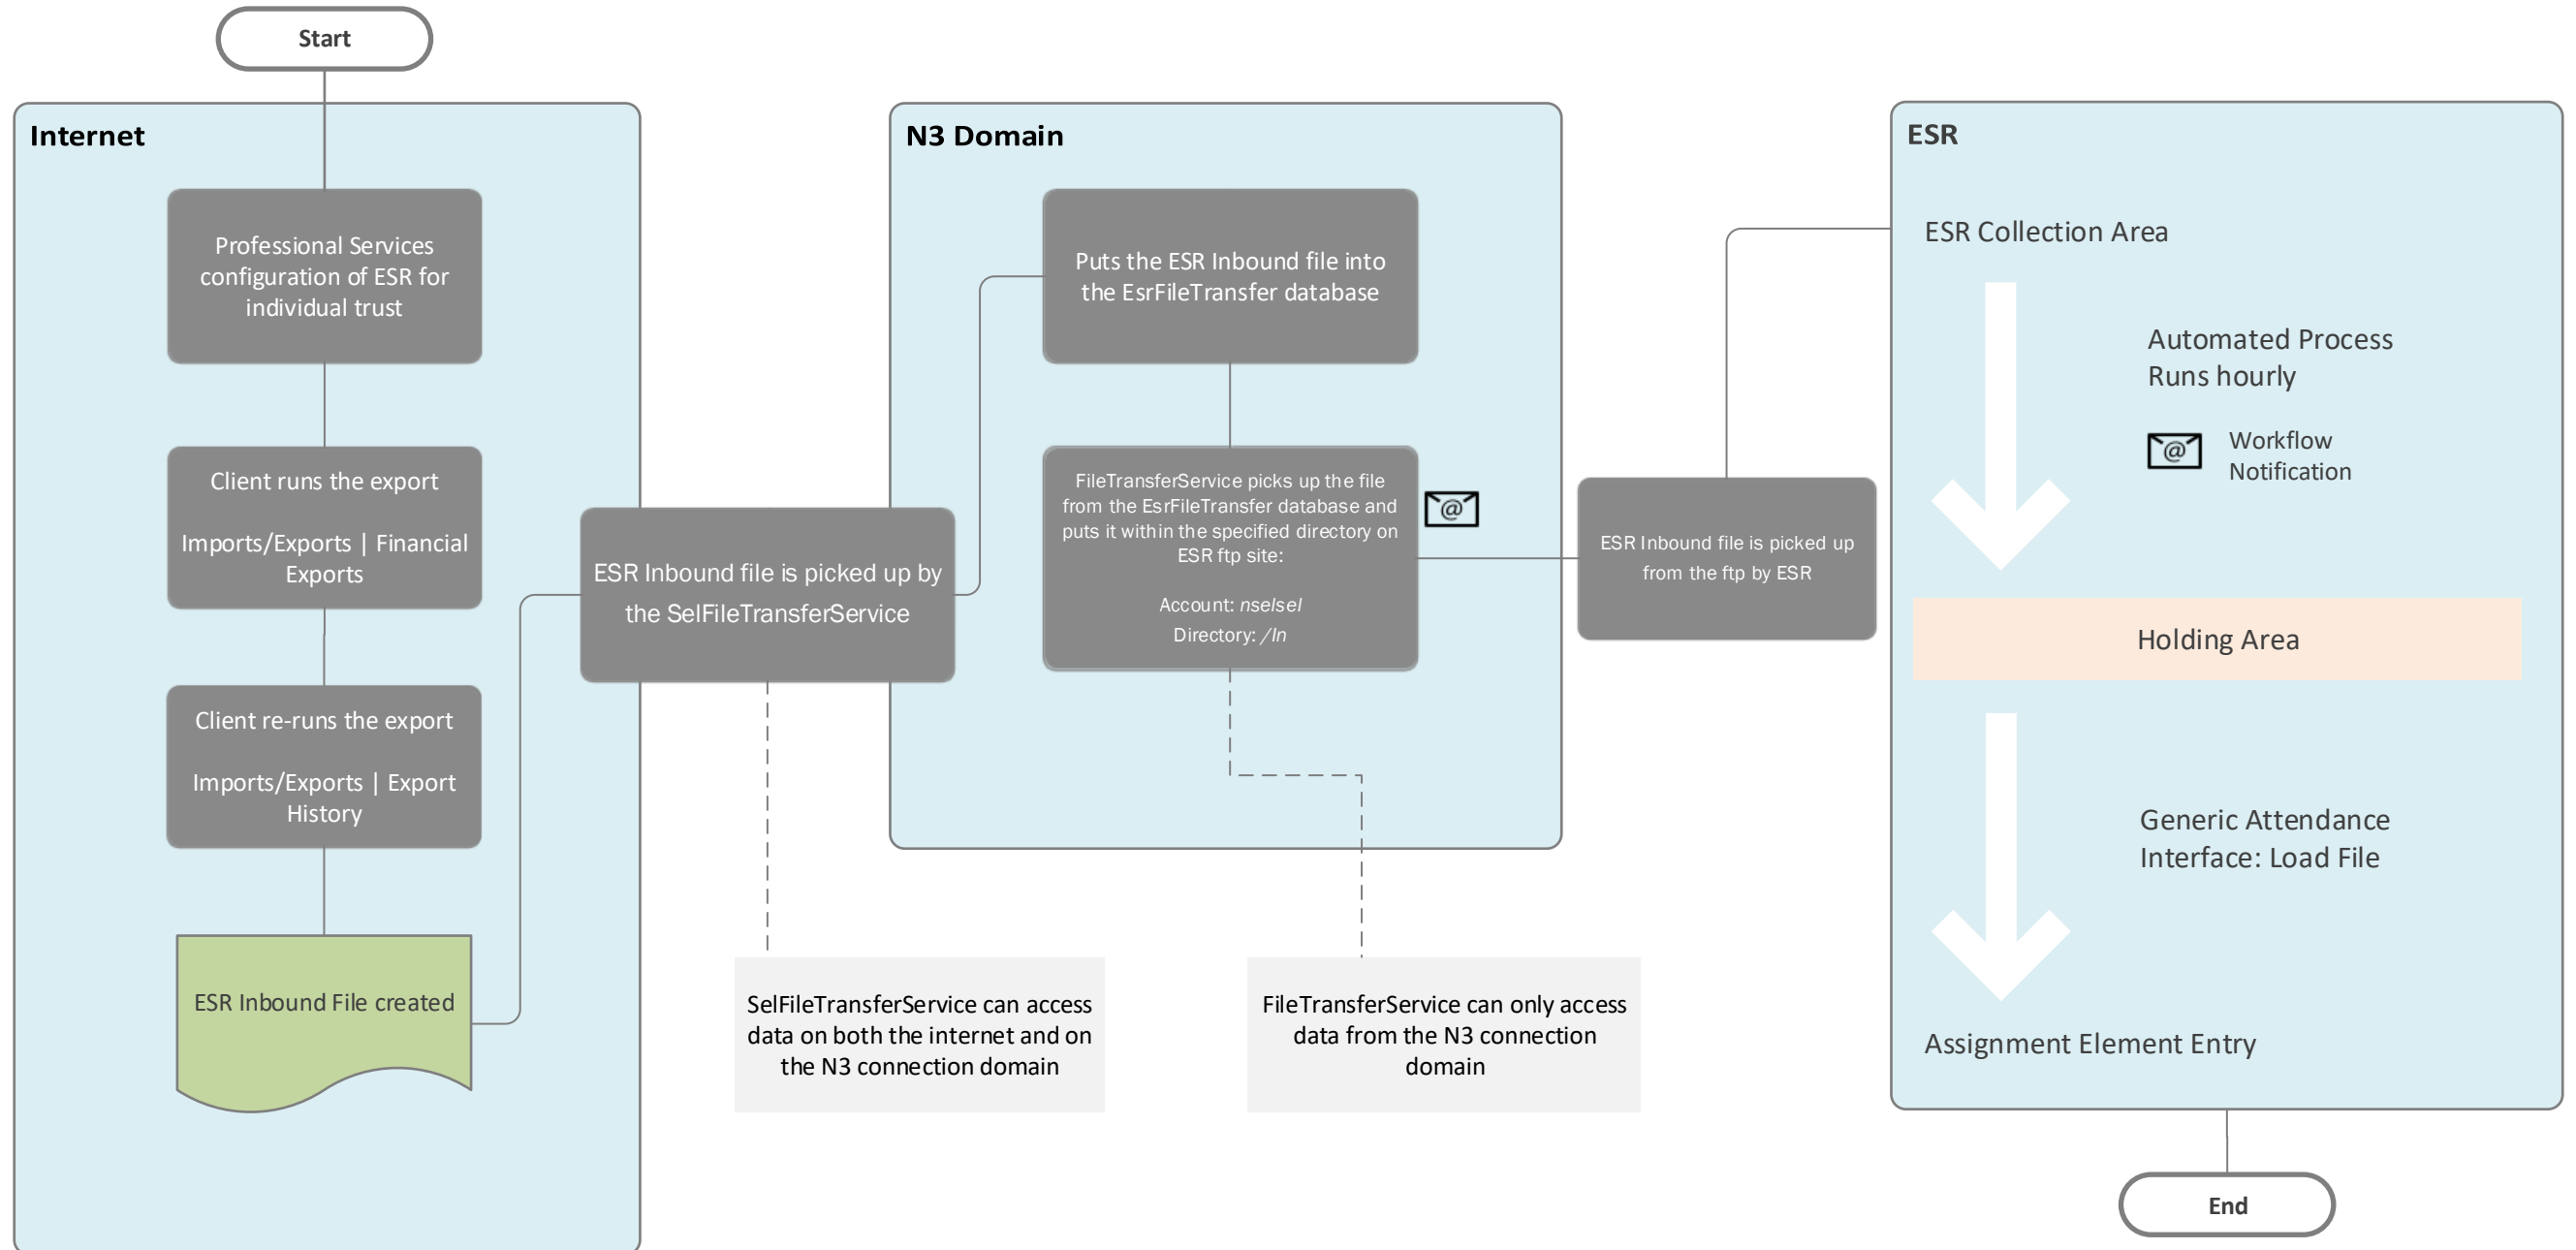 Start
Internet
Professional Services
configuration of ESR for
individual trust
Client runs the export
Imports/Exports | Financial
Exports
Client re-runs the export
Imports/Exports | Export
History
ESR Inbound File created
ESR Inbound file is picked up by
the SelFileTransferService
SelFileTransferService can access
data on both the internet and on
the N3 connection domain
N3 Domain
Puts the ESR Inbound file into
the EsrFileTransfer database
FileTransferService picks up the file
from the EsrFileTransfer database and
puts it within the specified directory on
ESR ftp site:
Account: nselsel
Directory: /In
@
FileTransferService can only access
data from the N3 connection
domain
ESR Inbound file is picked up
from the ftp by ESR
ESR
ESR Collection Area
Automated Process
Runs hourly
@
Workflow
Notification
Holding Area
Generic Attendance
Interface: Load File
Assignment Element Entry
End